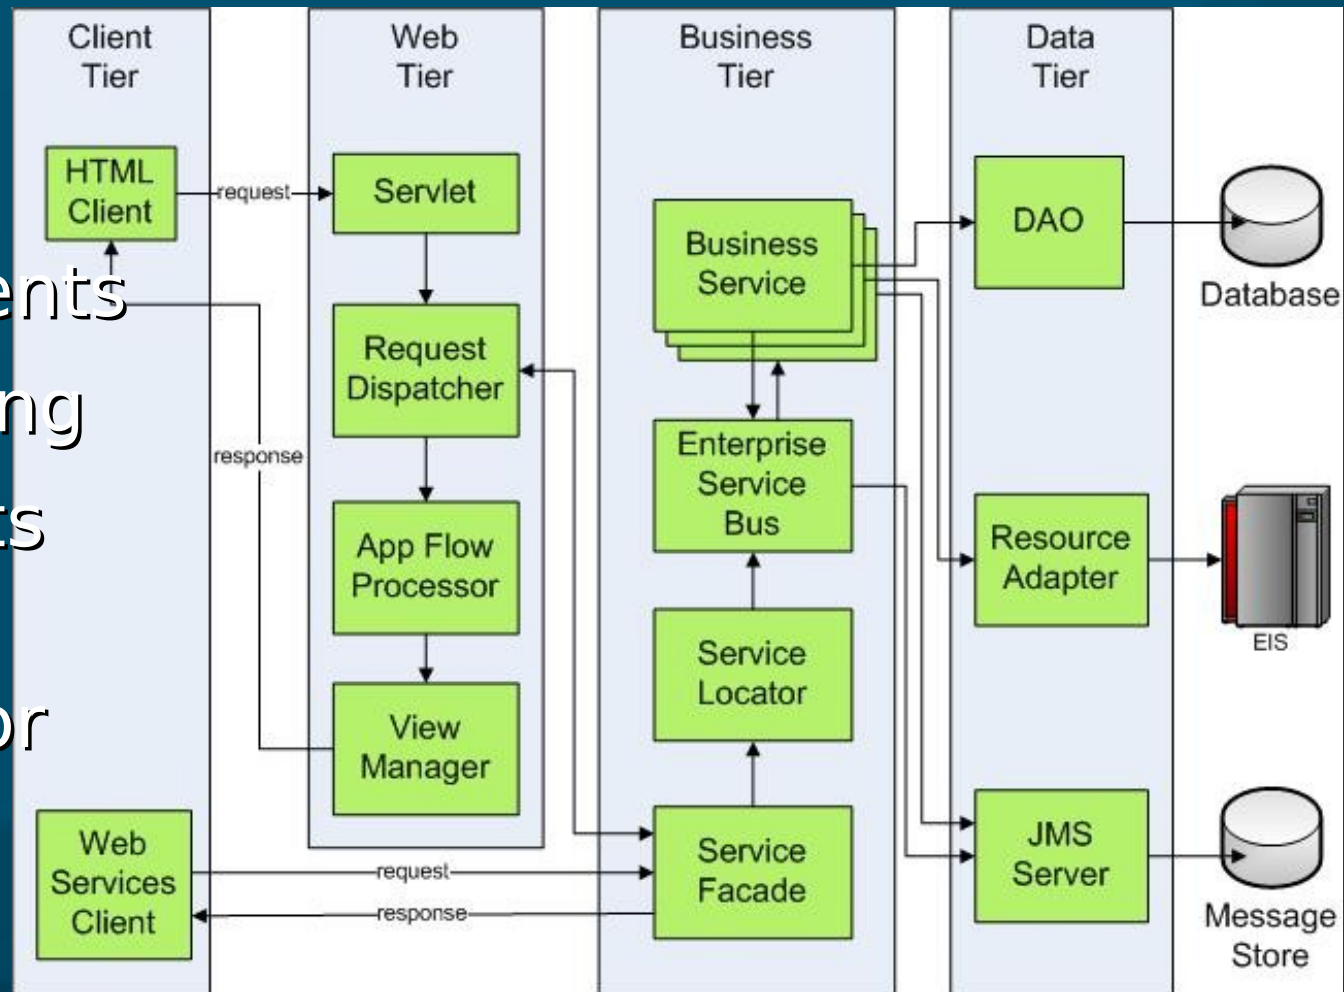 Client
Tier
HTML
Client
ents
ng
ts
or
Web
Services
Client
request
response
request
response
Web
Tier
Servlet
Request
Dispatcher
App Flow
Processor
View
Manager
Business
Tier
Business
Service
Enterprise
Service
Bus
Service
Locator
Service
Facade
Data
Tier
DAO
Resource
Adapter
JMS
Server
Database
EIS
Message
Store